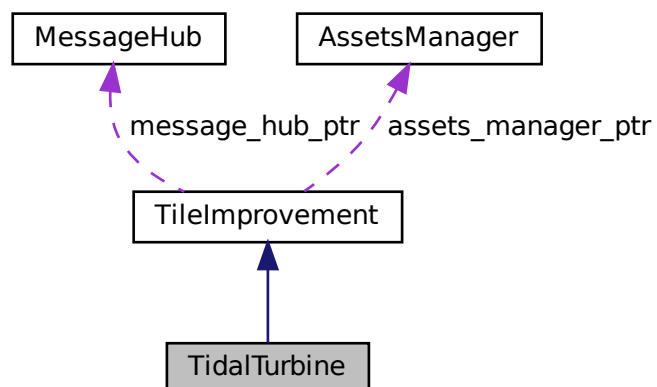 MessageHub
AssetsManager
message_hub_ptr
assets_manager_ptr
TileImprovement
TidalTurbine